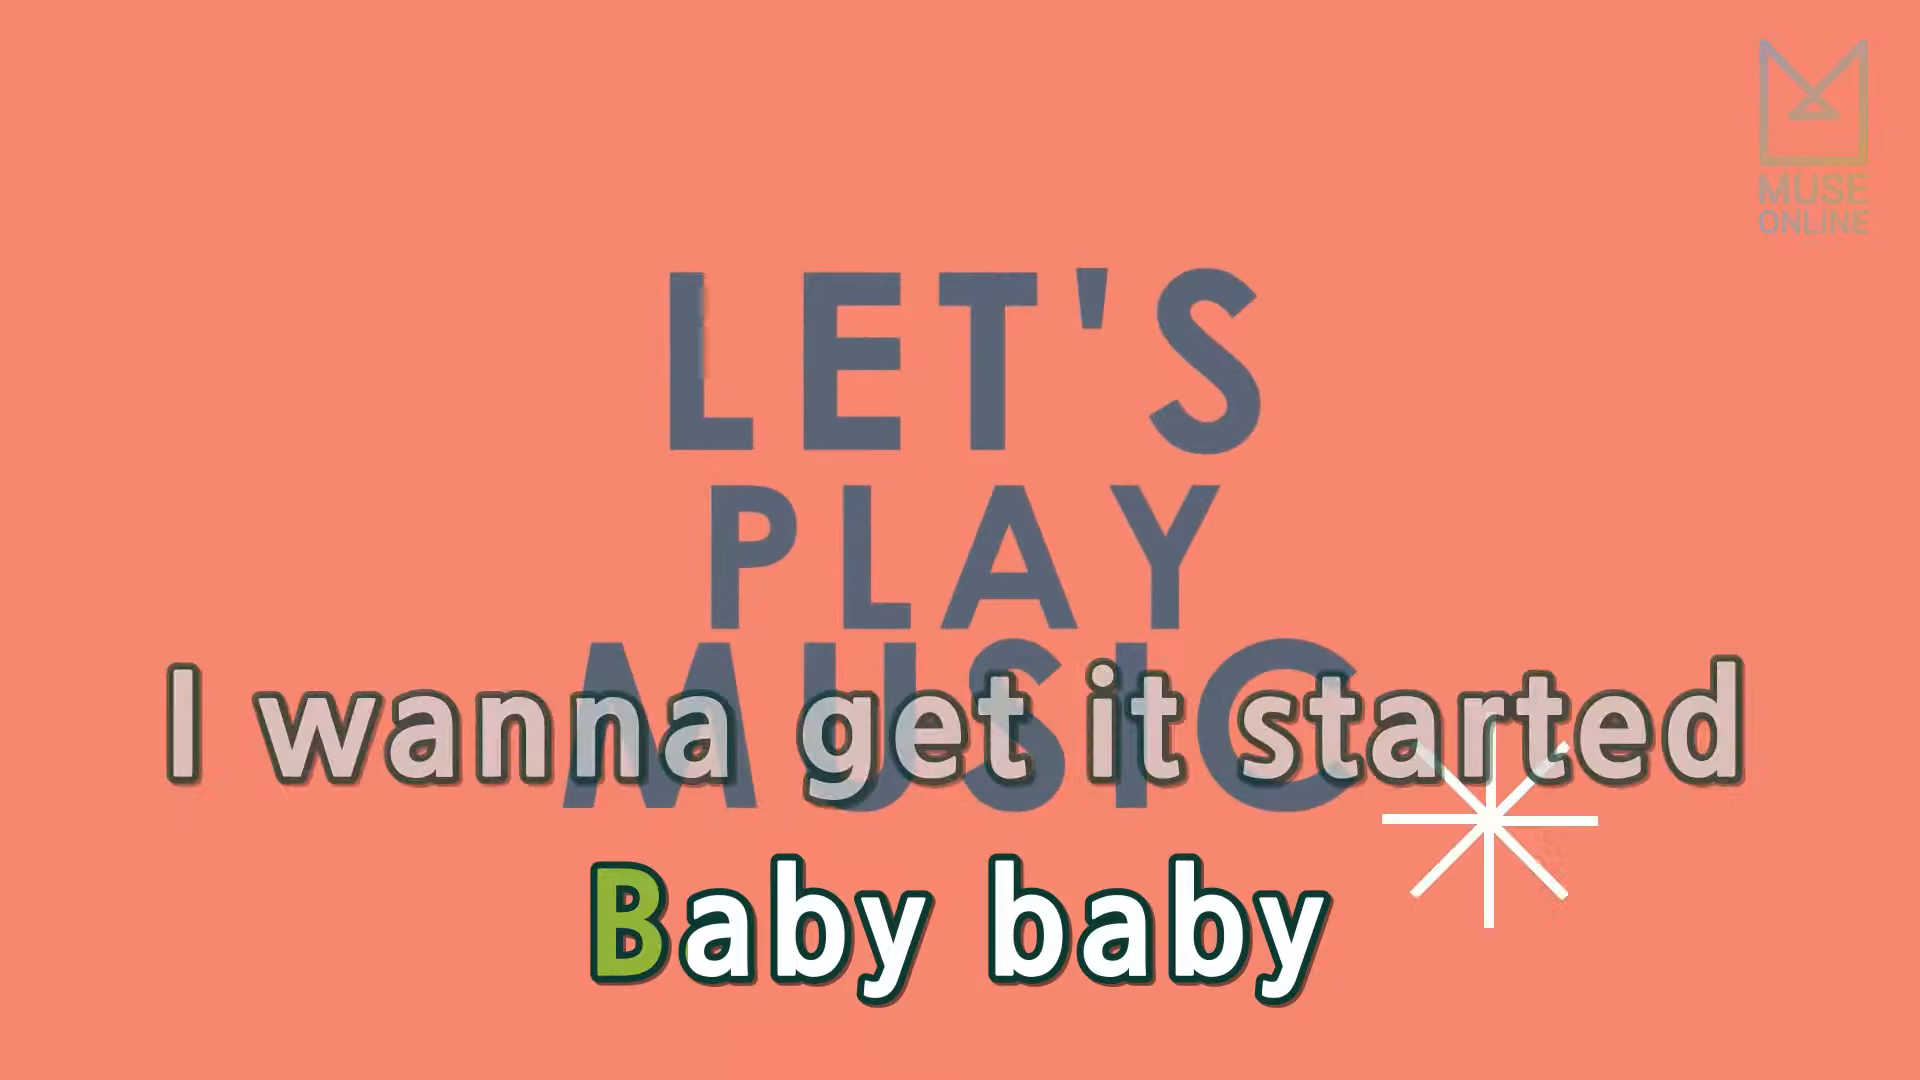 MUSE
ONLINE
LET'S
PLAY
MUSIC
I wanna get it started
Baby baby